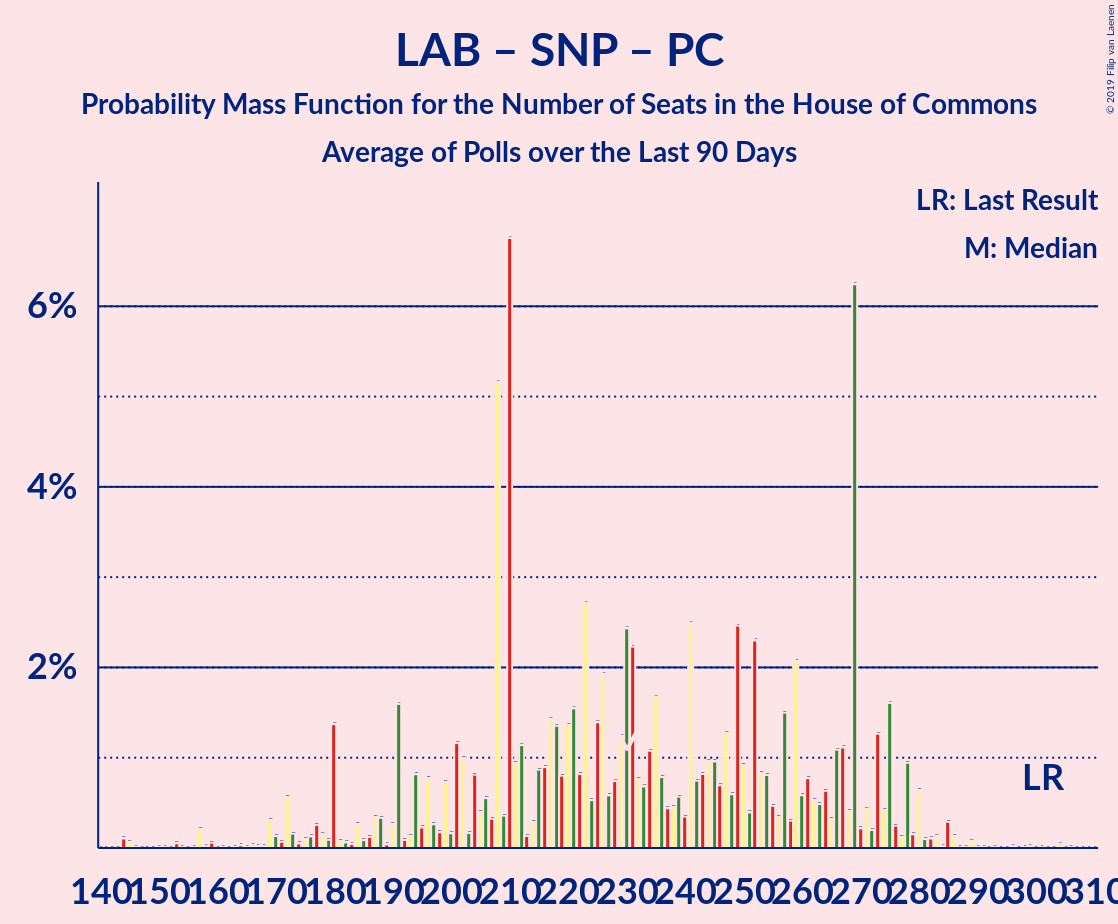 LAB – SNP – PC
Probability Mass Function for the Number of Seats in the House of Commons
Average of Polls over the Last 90 Days
© 2019 Filip van Laenen
LR: Last Result
M: Median
6%
4%
2%
LR
140 150 160 170 180 190 200 210 220 230 240 250 260 270 280 290 300 310